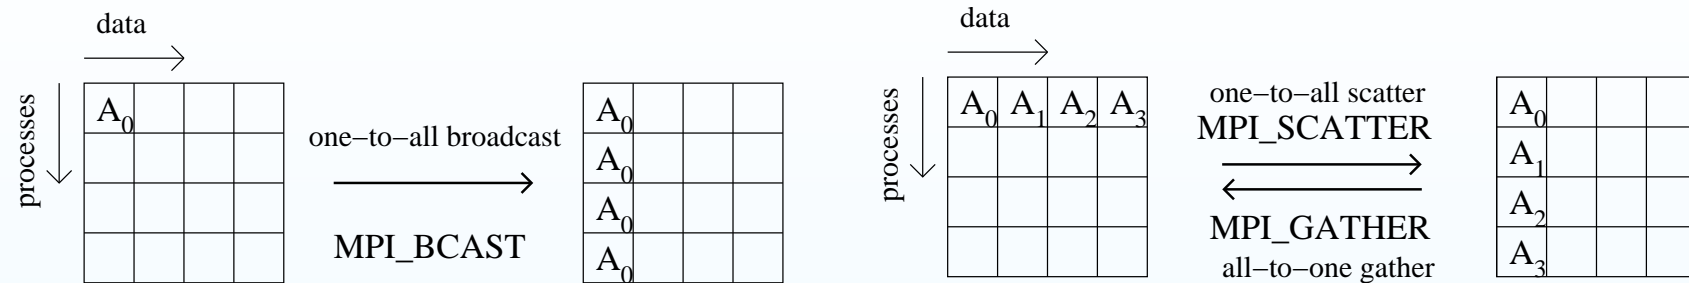 data
processes
A0
one−to−all broadcast
MPI_BCAST
A0
A0
A0
A0
data
processes
A0 A1 A2 A3
one−to−all scatter
MPI_SCATTER
MPI_GATHER
all−to−one gather
A0
A1
A2
A3